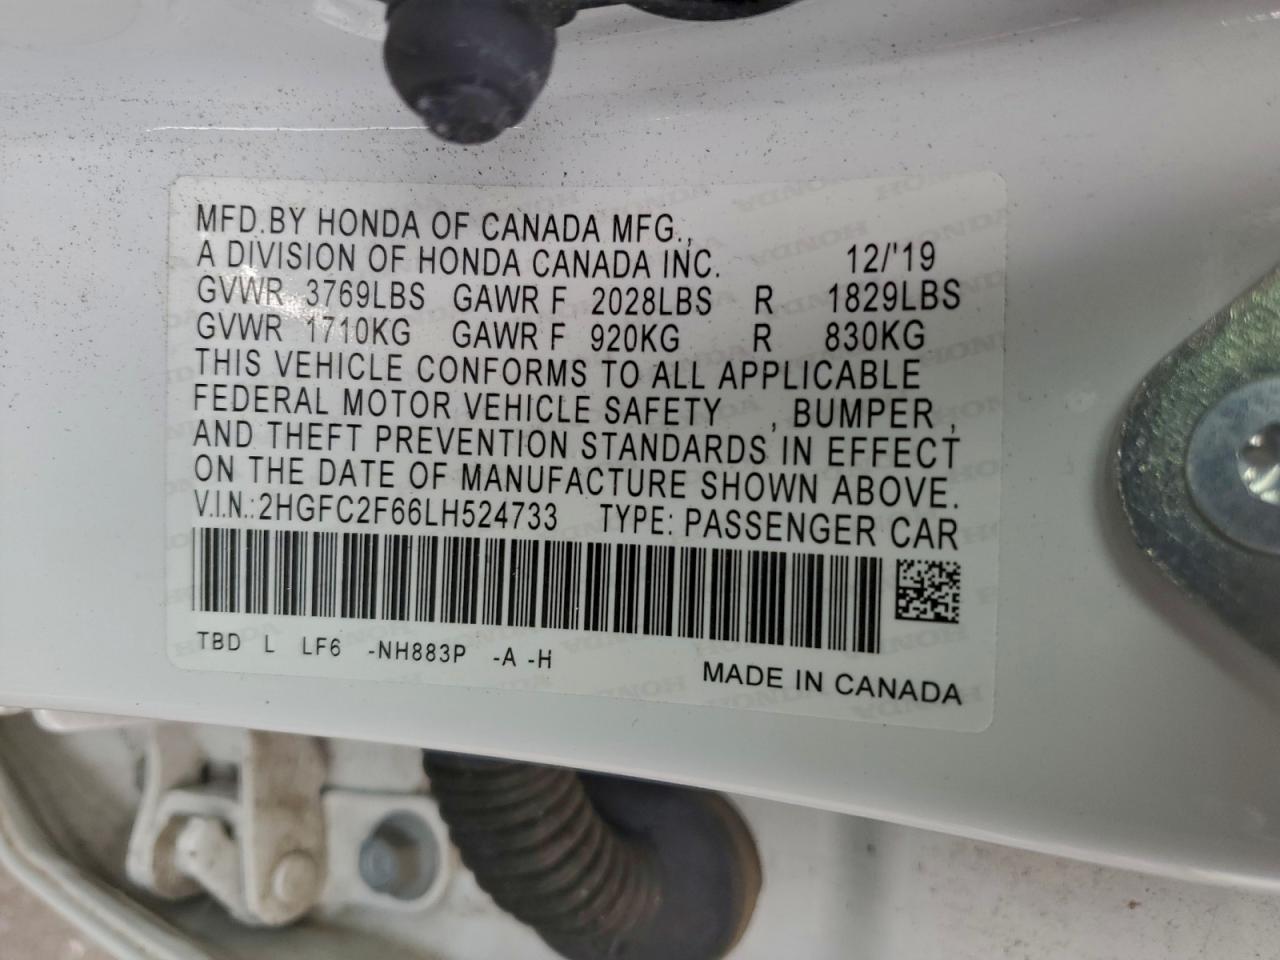 MFD.BY HONDA OF CANADA MFG.,
A DIVISION OF HONDA CANADA INC. 12/'19
GVWR 3769LBS GAWR F 2028LBS R 1829LBS
GVWR 1710KG GAWR F 920KG R 830KG
THIS VEHICLE CONFORMS TO ALL APPLICABLE
FEDERAL MOTOR VEHICLE SAFETY , BUMPER ,
AND THEFT PREVENTION STANDARDS IN EFFECT
ON THE DATE OF MANUFACTURE SHOWN ABOVE.
V.I.N.:2HGFC2F66LH524733 TYPE: PASSENGER CAR
TBD L LF6 -NH883P -A -H
MADE IN CANADA